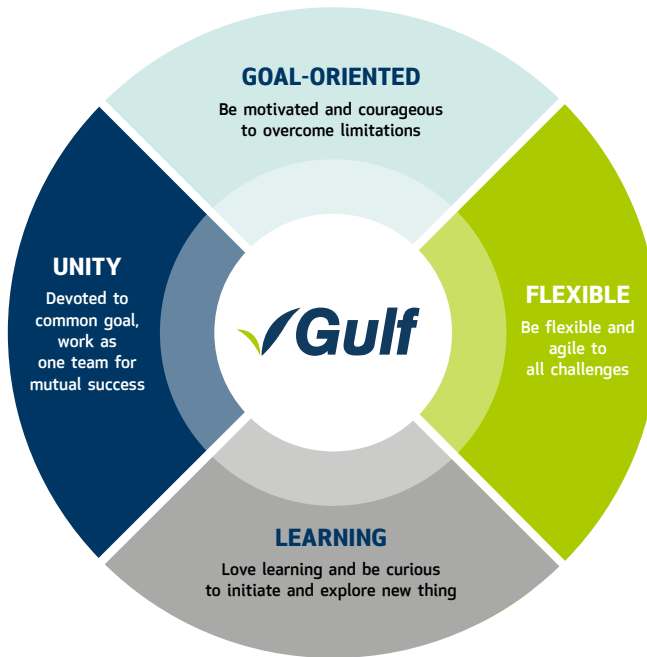 GOAL-ORIENTED
Be motivated and courageous
to overcome limitations
UNITY
Devoted to
common goal,
work as
one team for
mutual success
Gulf
FLEXIBLE
Be flexible and
agile to
all challenges
LEARNING
Love learning and be curious
to initiate and explore new thing